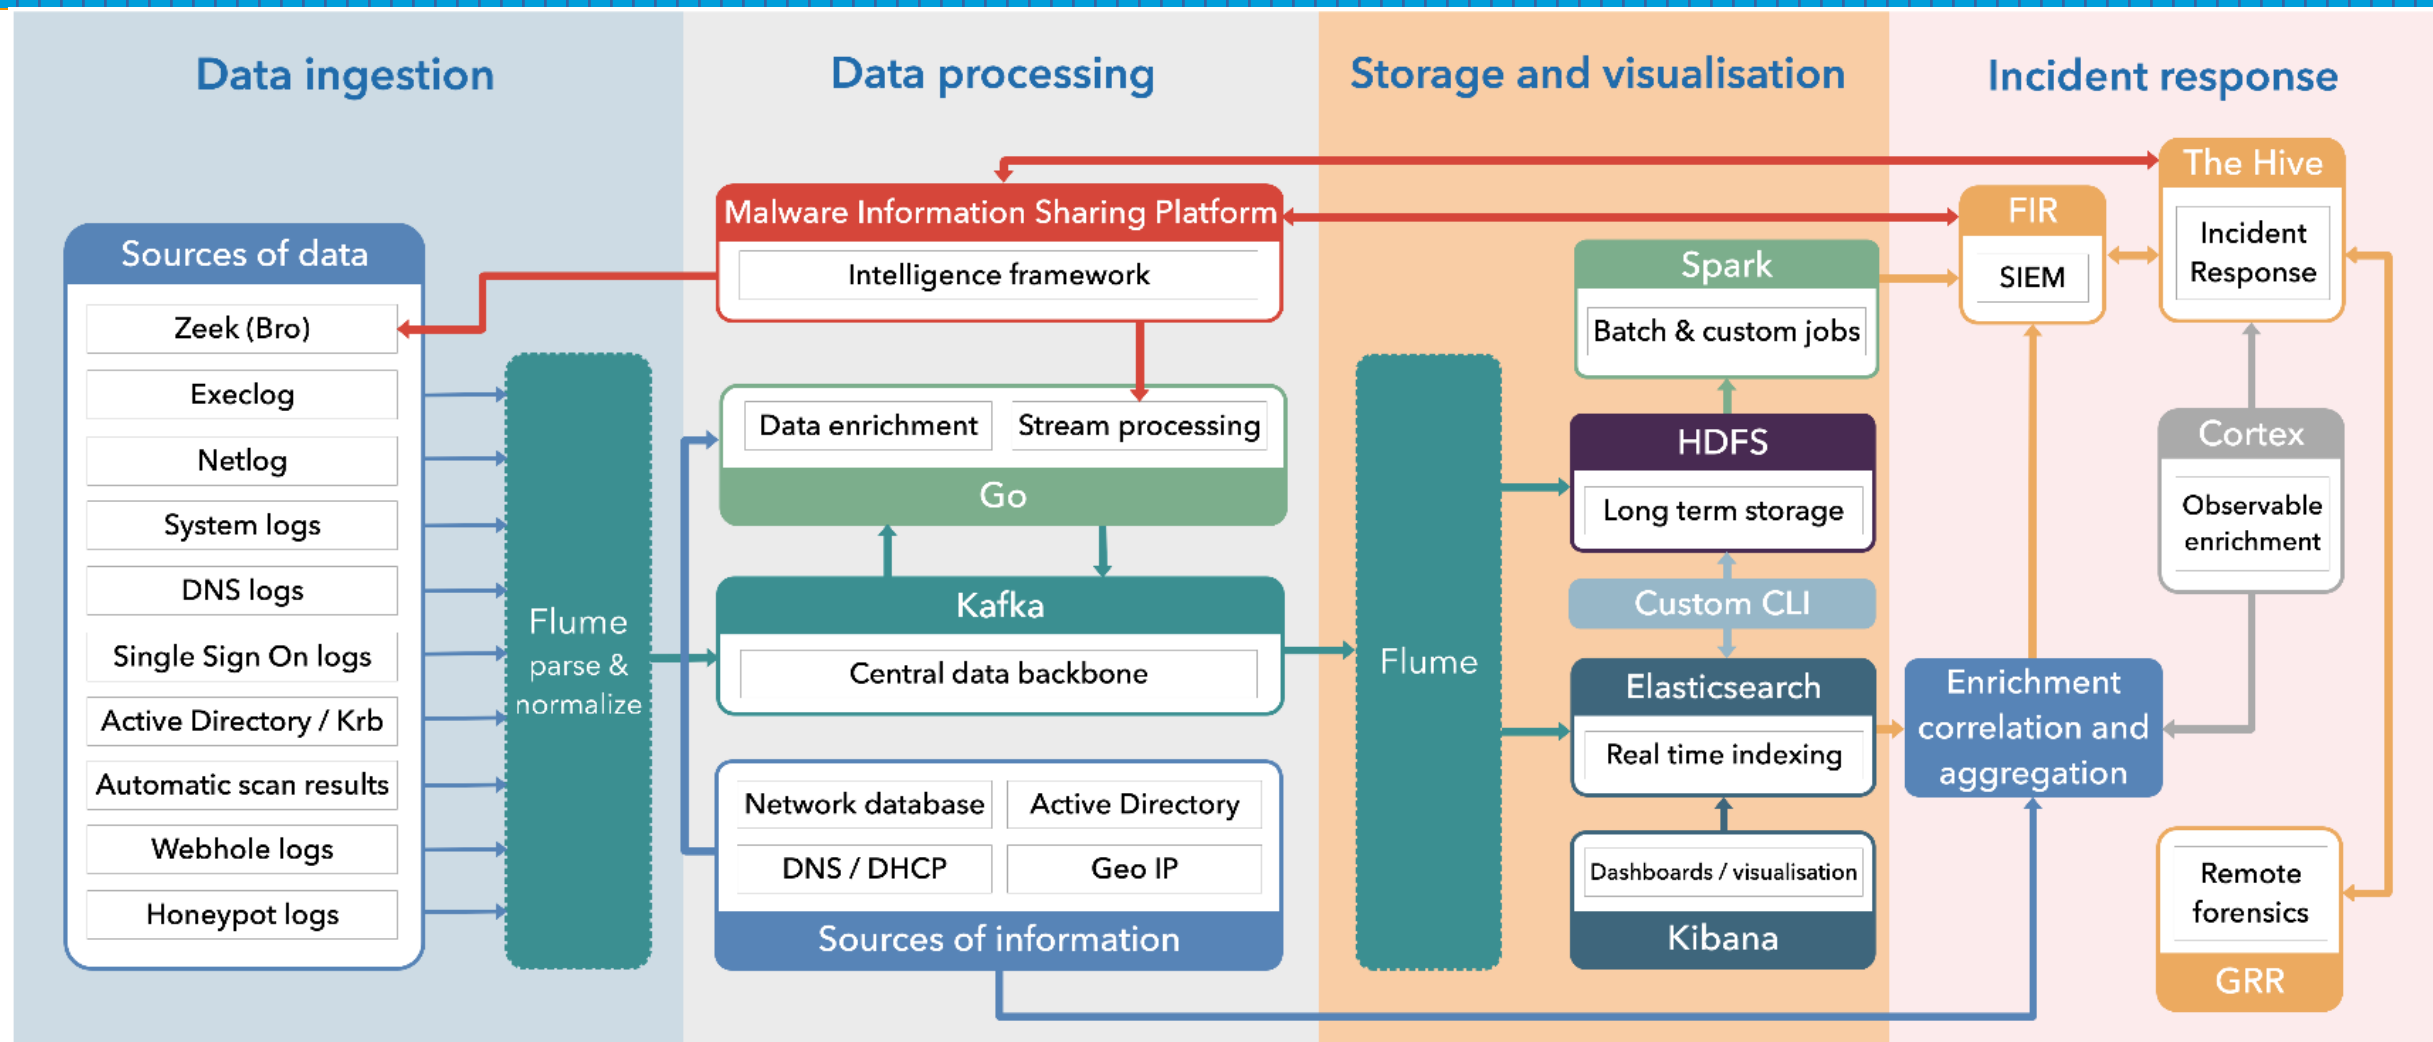 Data ingestion
Data processing
Storage and visualisation
Incident response
Sources of data
Zeek (Bro)
Execlog
Netlog
System logs
DNS logs
Single Sign On logs
Active Directory / Krb
Automatic scan results
Webhole logs
Honeypot logs
Flume
parse &
normalize
Malware Information Sharing Platform
Intelligence framework
Data enrichment
Stream processing
Go
Kafka
Central data backbone
Network database
Active Directory
DNS / DHCP
Geo IP
Sources of information
Flume
Spark
Batch & custom jobs
HDFS
Long term storage
Custom CLI
Elasticsearch
Real time indexing
Dashboards / visualisation
Kibana
FIR
SIEM
The Hive
Incident
Response
Cortex
Observable
enrichment
Enrichment
correlation and
aggregation
Remote
forensics
GRR